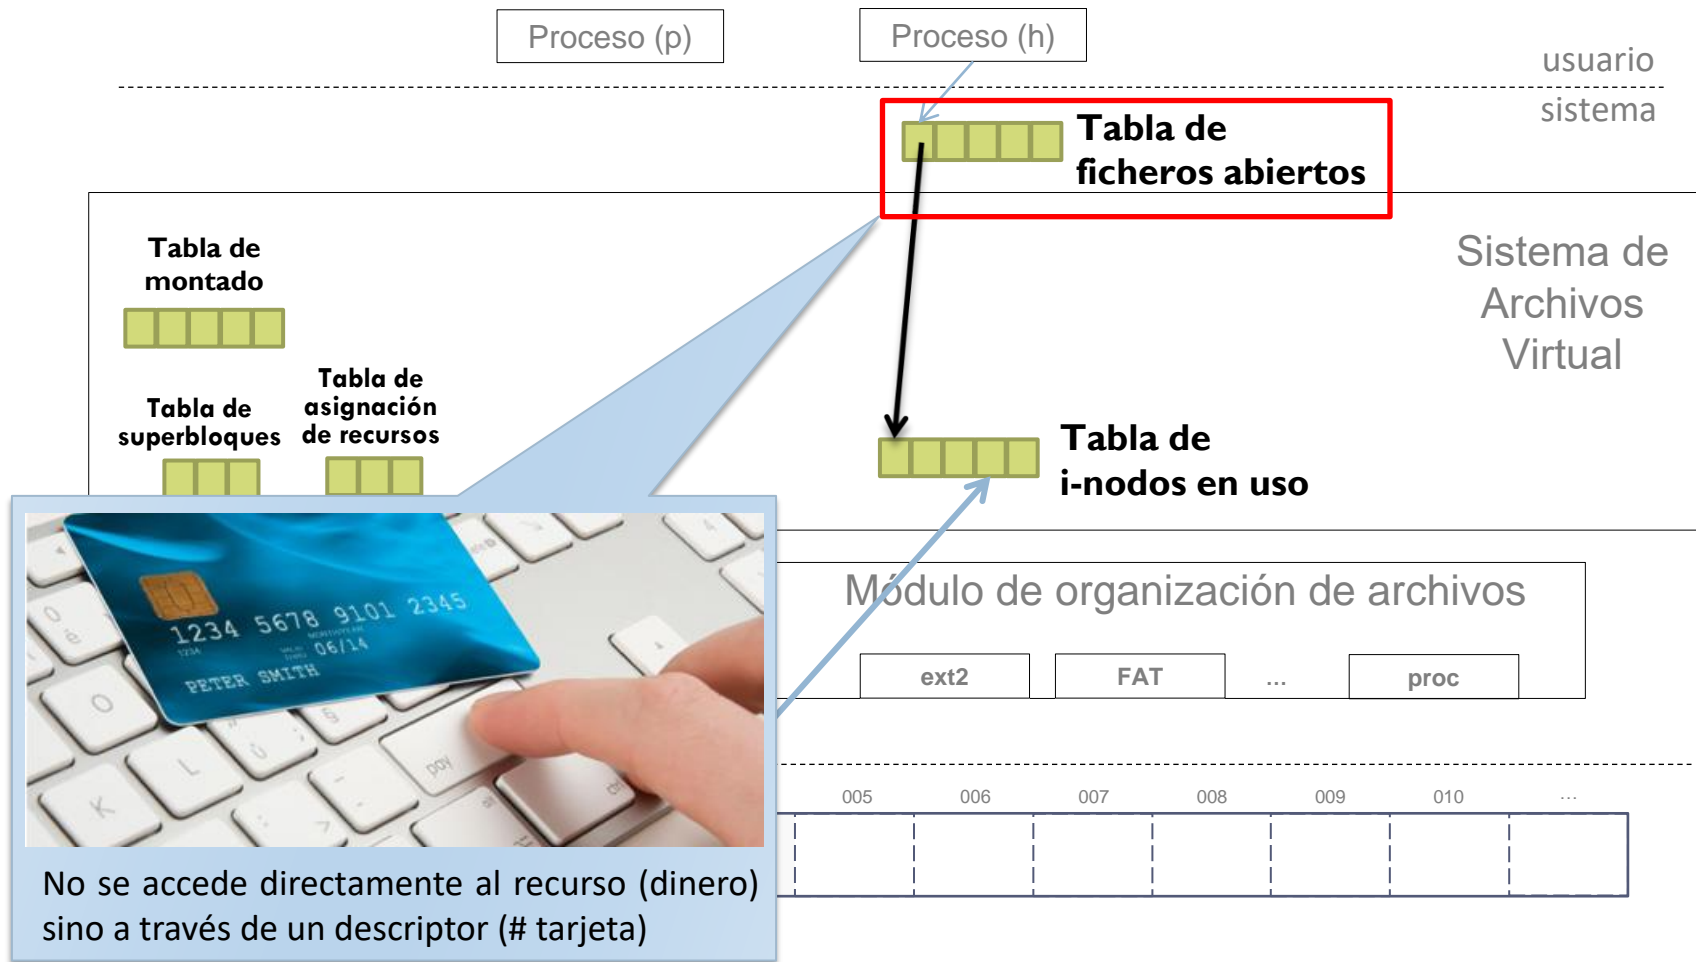 Proceso (p)
Proceso (h)
usuario
sistema
Tabla de
ficheros abiertos
Tabla de
montado
Sistema de
Archivos
Virtual
Tabla de
superbloques
Tabla de
asignación
de recursos
Tabla de
i-nodos en uso
Módulo de organización de archivos
ext2
FAT
...
proc
1234 5678 9101 2345
1234
06/14
PETER SMITH
pay
005
006
007
008
009
010
...
No se accede directamente al recurso (dinero)
sino a través de un descriptor (# tarjeta)